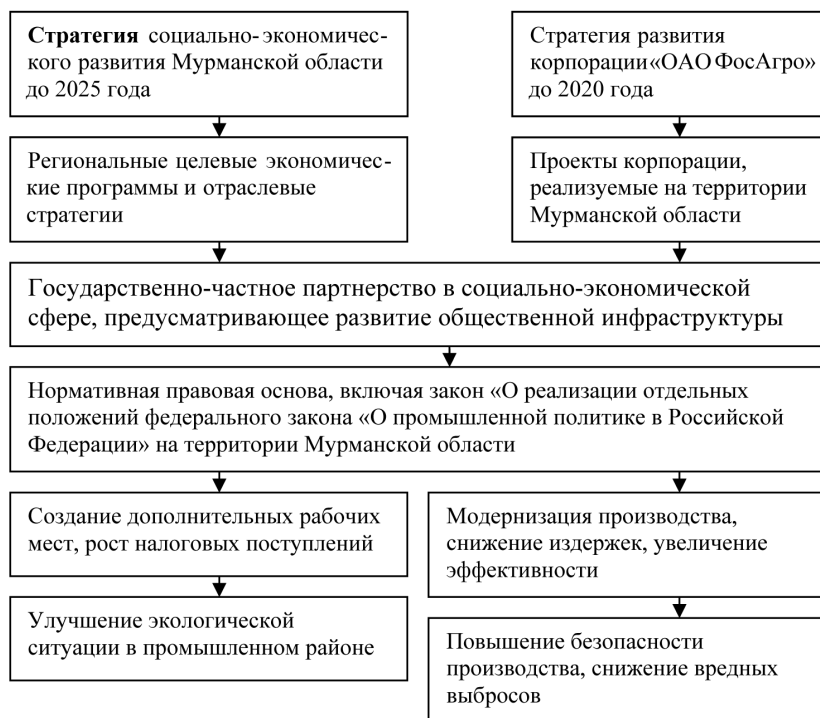 Стратегия социально-экономичес-
кого развития Мурманской области
до 2025 года
Стратегия развития
корпорации «ОАО ФосАгро»
до 2020 года
Региональные целевые экономичес-
кие программы и отраслевые
стратегии
Проекты корпорации,
реализуемые на территории
Мурманской области
Государственно-частное партнерство в социально-экономической
сфере, предусматривающее развитие общественной инфраструктуры
Нормативная правовая основа, включая закон «О реализации отдельных
положений федерального закона «О промышленной политике в Российской
Федерации» на территории Мурманской области
Создание дополнительных рабочих
мест, рост налоговых поступлений
Модернизация производства,
снижение издержек, увеличение
эффективности
Улучшение экологической
ситуации в промышленном районе
Повышение безопасности
производства, снижение вредных
выбросов